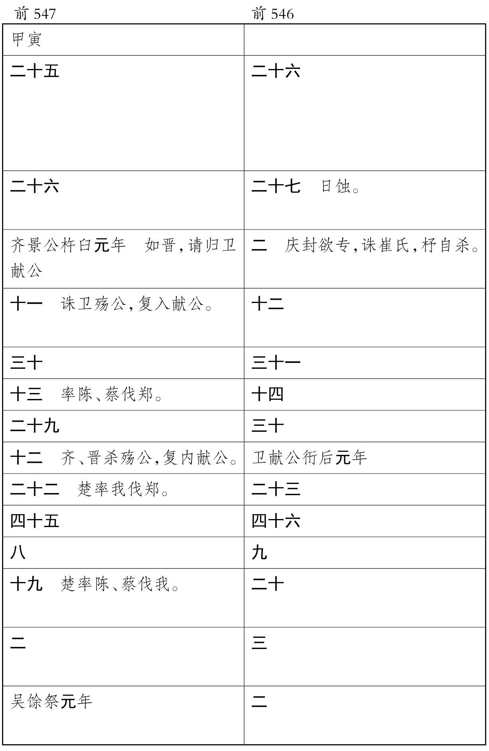 前 547 前 546
甲寅
二十五 二十六
二十六 二十七 日蚀。
齐景公杵臼元年 如晋,请归卫 二 庆封欲专,诛崔氏,杼自杀。
献公
十一 诛卫殇公,复入献公。 十二
三十 三十一
十三 率陈、蔡伐郑。 十四
二十九 三十
十二 齐、晋杀殇公,复内献公。 卫献公衎后元年
二十二 楚率我伐郑。 二十三
四十五 四十六
八 九
十九 楚率陈、蔡伐我。 二十
二 三
吴馀祭元年 二